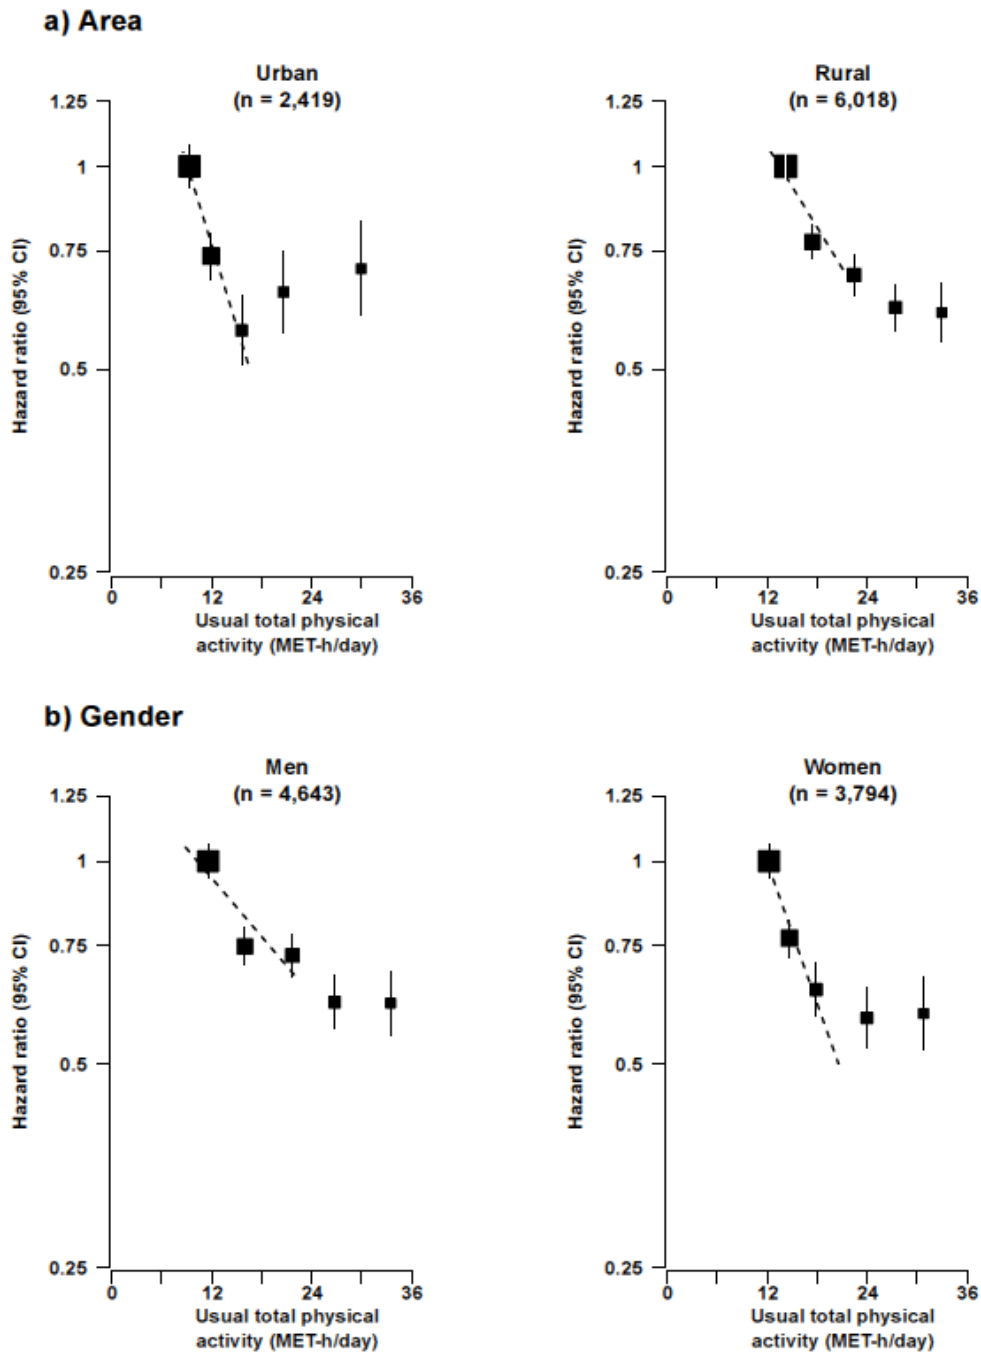 a) Area
Urban
(n = 2,419)
1.25
1
0.75
0.5
0.25
Hazard ratio (95% CI)
0 12 24 36
Usual total physical
activity (MET-h/day)
Rural
(n = 6,018)
1.25
1
0.75
0.5
0.25
Hazard ratio (95% CI)
0 12 24 36
Usual total physical
activity (MET-h/day)
b) Gender
Men
(n = 4,643)
1.25
1
0.75
0.5
0.25
Hazard ratio (95% CI)
0 12 24 36
Usual total physical
activity (MET-h/day)
Women
(n = 3,794)
1.25
1
0.75
0.5
0.25
Hazard ratio (95% CI)
0 12 24 36
Usual total physical
activity (MET-h/day)